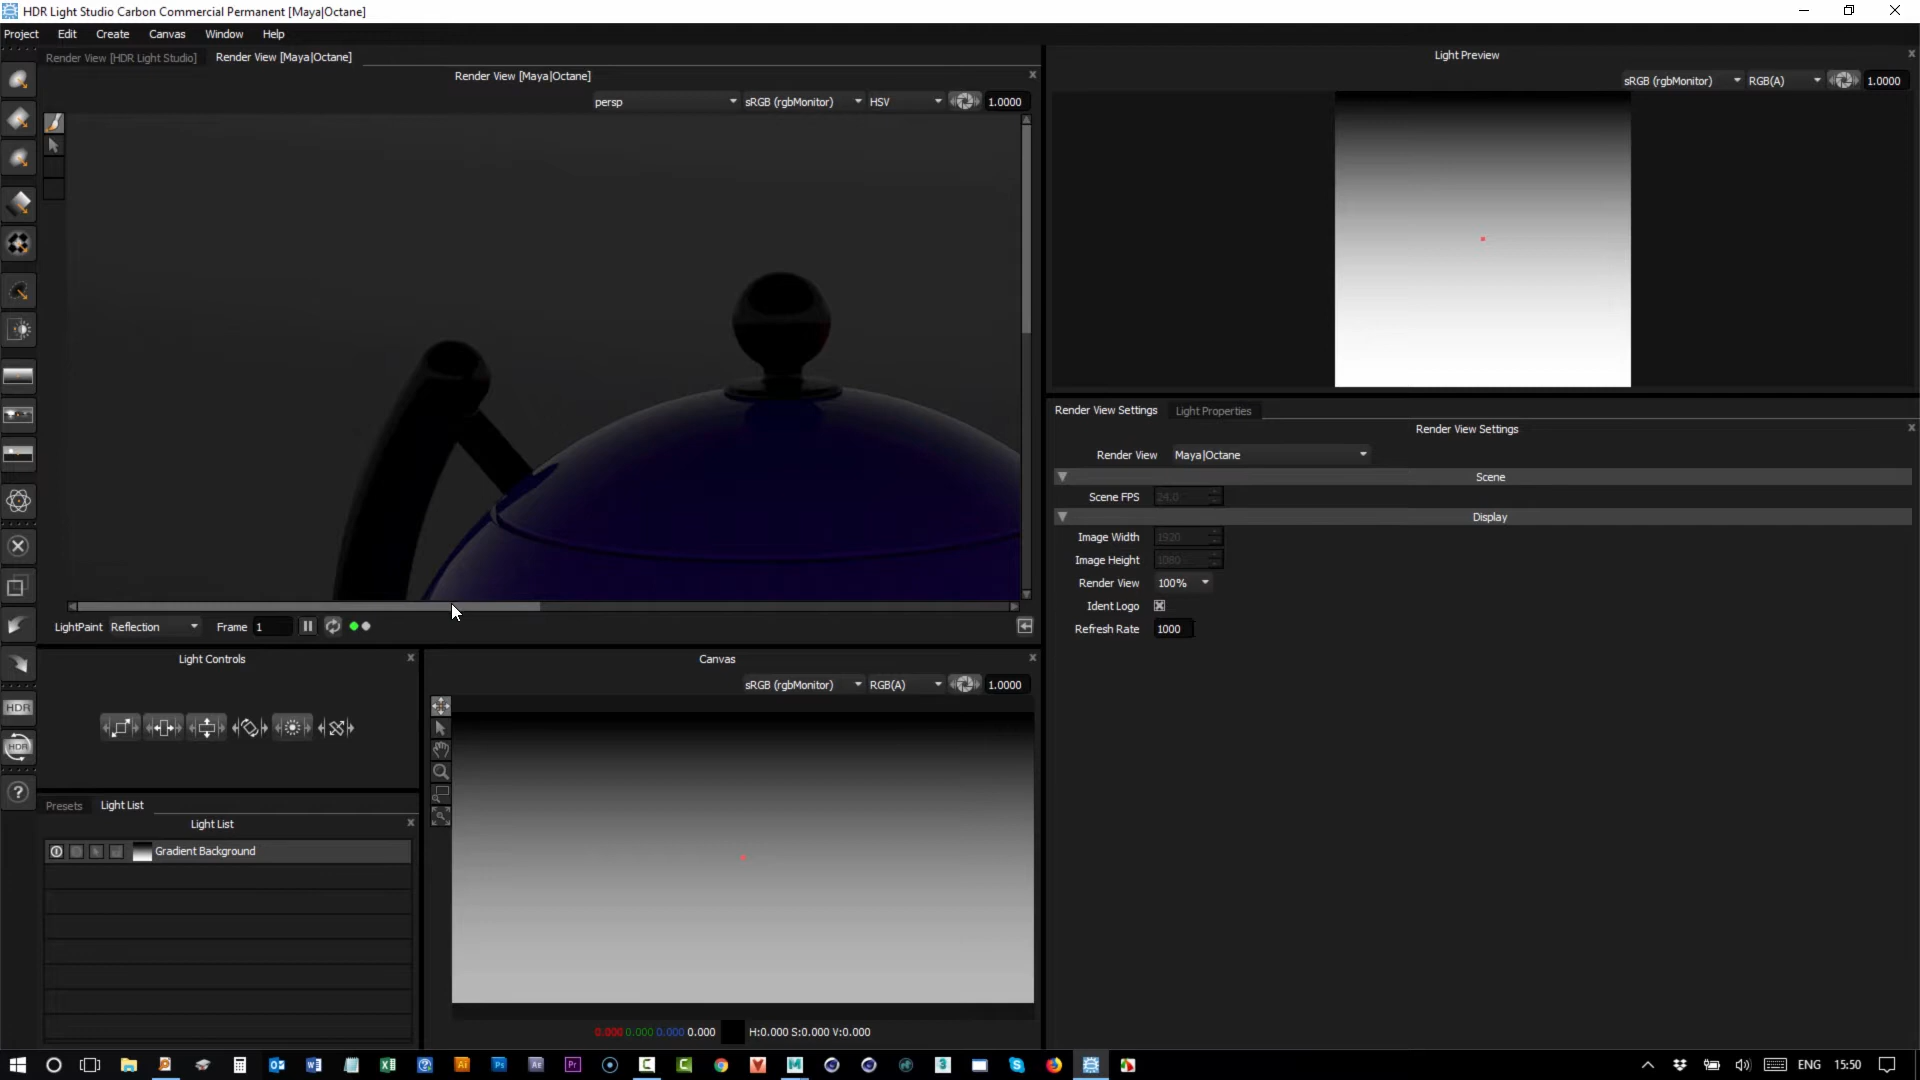 HDR Light Studio Carbon Commercial Permanent [Maya|Octane]
Project Edit Create Canvas Window Help
Render View [HDR Light Studio] Render View [Maya|Octane]
Render View [Maya|Octane]
persp sRGB (rgbMonitor) HSV 1.0000
Light Preview
sRGB (rgbMonitor) RGB(A) 1.0000
Render View Settings Light Properties
Render View Settings
Render View Maya|Octane
Scene
Scene FPS 24.0
Display
Image Width 1920
Image Height 1080
Render View 100%
Ident Logo
Refresh Rate 1000
LightPaint Reflection Frame 1
Light Controls
Canvas
sRGB (rgbMonitor) RGB(A) 1.0000
HDR
HDR
Presets Light List
Light List
Gradient Background
0.000 0.000 0.000 0.000 H:0.000 S:0.000 V:0.000
ENG 15:50